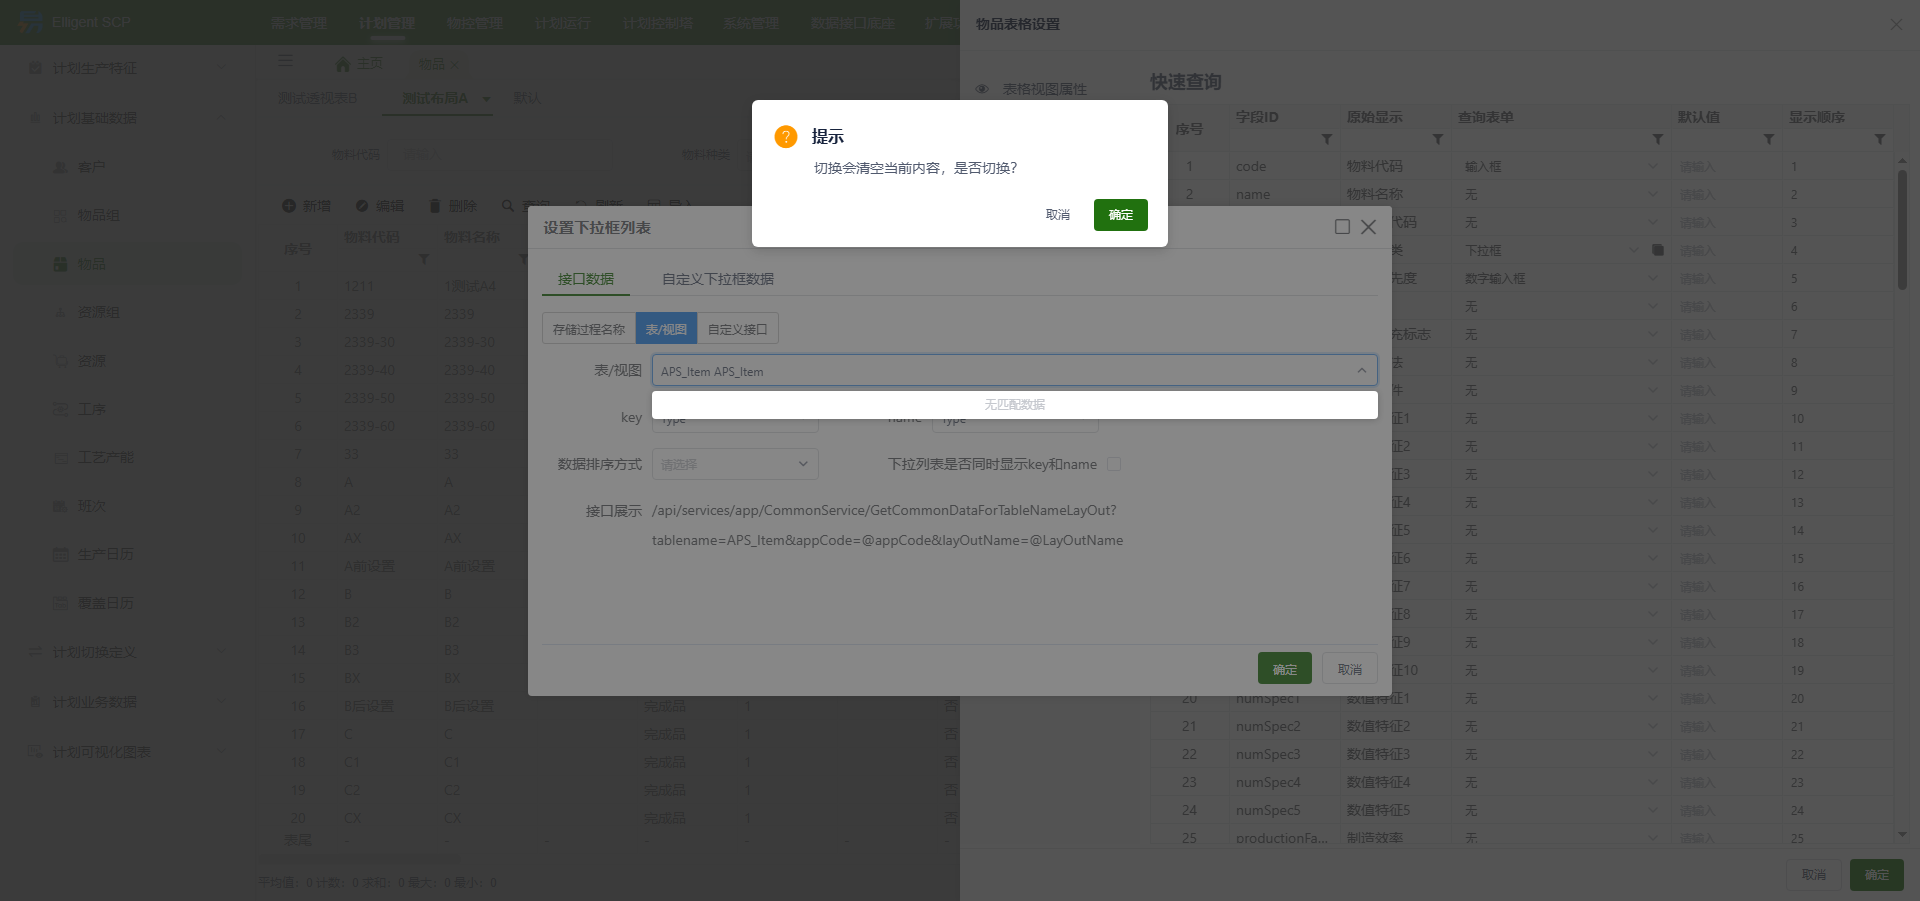 Elligent SCP
需求管理 计划管理 物控管理 计划运行 计划控制塔 系统管理 数据接口底座
物品表格设置
计划生产特征
计划基础数据
客户
物品组
物品
资源组
资源
工序
工艺产能
班次
生产日历
覆盖日历
计划切换定义
计划业务数据
计划可视化图表
主页 物品
测试透视表B 测试布局A 默认
物料代码 物料种类
新增 编辑 删除
序号 物料代码 物料名称
1 1211 1测试A4
2 2339 2339
3 2339-30 2339-30
4 2339-40 2339-40
5 2339-50 2339-50
6 2339-60 2339-60
7 33 33
8 A A
9 A2 A2
10 AX AX
11 A前设置 A前设置
12 B B
13 B2 B2
14 B3 B3
15 BX BX
16 B后设置 B后设置 完成品 1 否
17 C C 完成品 1 否
18 C1 C1 完成品 1 否
19 C2 C2 完成品 1 否
20 CX CX 完成品 1 否
表尾 - - - - - - -
平均值：0 计数：0 求和：0 最大：0 最小：0
提示
切换会清空当前内容，是否切换？
取消 确定
设置下拉框列表
接口数据 自定义下拉框数据
存储过程名称 表/视图 自定义接口
表/视图 APS_Item APS_Item
无匹配数据
key Type name Type
数据排序方式 请选择 下拉列表是否同时显示key和name
接口展示 /api/services/app/CommonService/GetCommonDataForTableNameLayOut?
tablename=APS_Item&appCode=@appCode&layOutName=@LayOutName
确定 取消
表格视图属性
快速查询
序号 字段ID 原始显示 查询表单 默认值 显示顺序
1 code 物料代码 输入框 请输入 1
2 name 物料名称 无 请输入 2
代码 无 请输入 3
类 下拉框 请输入 4
先度 数字输入框 请输入 5
无 请输入 6
充标志 无 请输入 7
法 无 请输入 8
件 无 请输入 9
征1 无 请输入 10
征2 无 请输入 11
征3 无 请输入 12
征4 无 请输入 13
征5 无 请输入 14
征6 无 请输入 15
征7 无 请输入 16
征8 无 请输入 17
征9 无 请输入 18
征10 无 请输入 19
20 numSpec1 数值特征1 无 请输入 20
21 numSpec2 数值特征2 无 请输入 21
22 numSpec3 数值特征3 无 请输入 22
23 numSpec4 数值特征4 无 请输入 23
24 numSpec5 数值特征5 无 请输入 24
25 productionFa... 制造效率 无 请输入 25
取消 确定